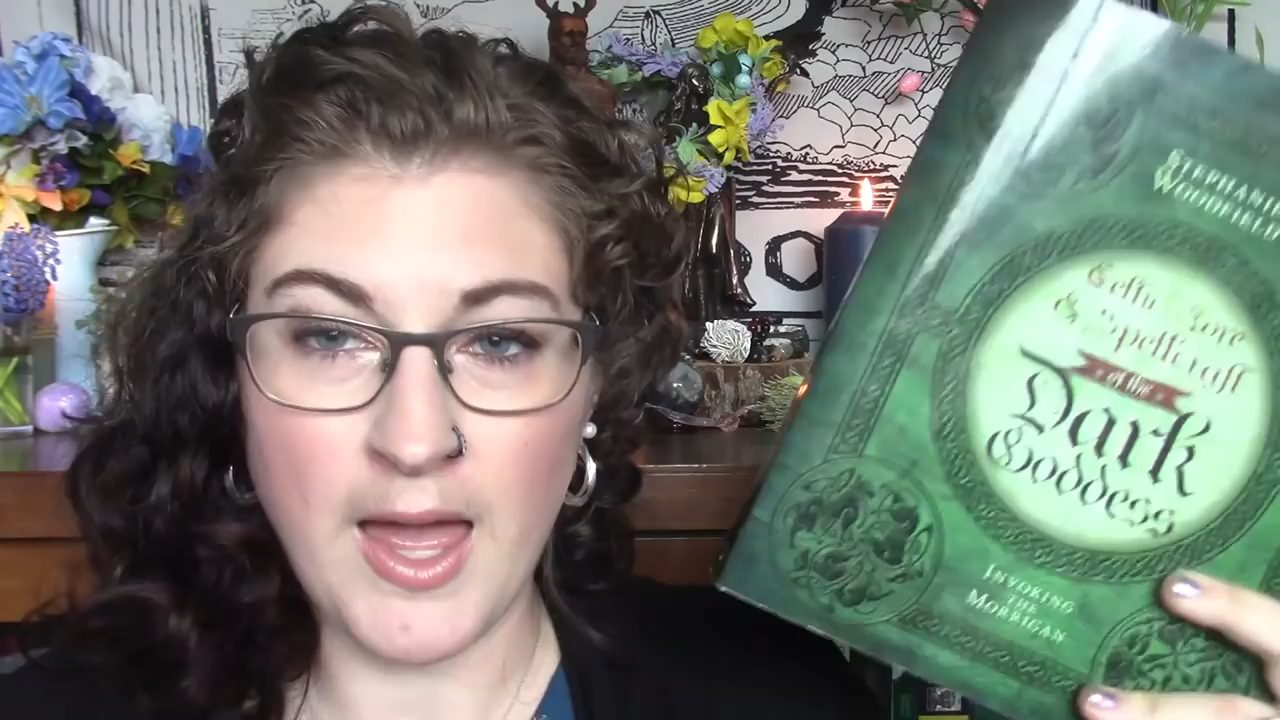 STEPHANIE
WOODFIELD
Celtic Lore
& Spellcraft
of the
Dark
Goddess
INVOKING
THE
MORRIGAN